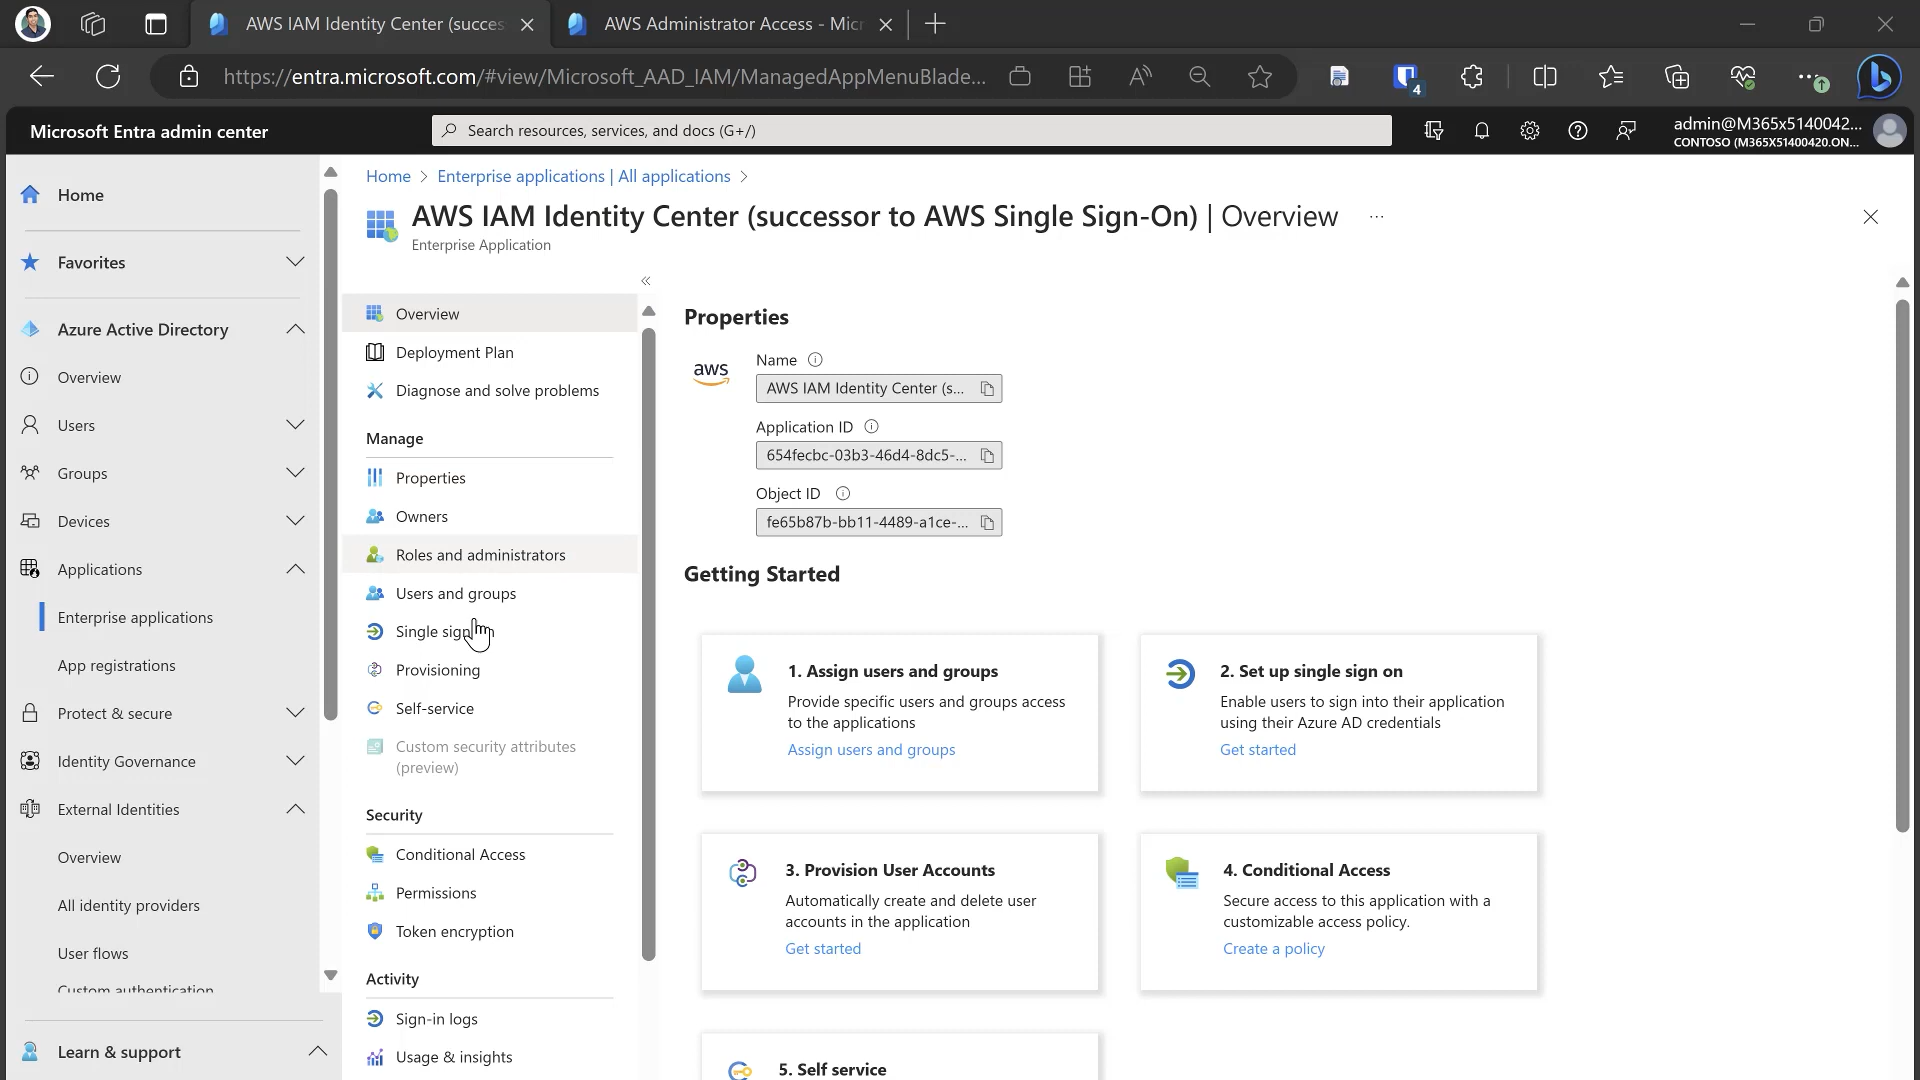 AWS IAM Identity Center (succes
AWS Administrator Access - Micr
https://entra.microsoft.com/#view/Microsoft_AAD_IAM/ManagedAppMenuBlade...
4
Microsoft Entra admin center
Search resources, services, and docs (G+/)
admin@M365x5140042...
CONTOSO (M365X51400420.ON...
Home
Favorites
Azure Active Directory
Overview
Users
Groups
Devices
Applications
Enterprise applications
App registrations
Protect & secure
Identity Governance
External Identities
Overview
All identity providers
User flows
Custom authentication
Learn & support
Home > Enterprise applications | All applications >
AWS IAM Identity Center (successor to AWS Single Sign-On) | Overview ...
Enterprise Application
Overview
Deployment Plan
Diagnose and solve problems
Manage
Properties
Owners
Roles and administrators
Users and groups
Single sign
Provisioning
Self-service
Custom security attributes
(preview)
Security
Conditional Access
Permissions
Token encryption
Activity
Sign-in logs
Usage & insights
Properties
aws
Name
AWS IAM Identity Center (s...
Application ID
654fecbc-03b3-46d4-8dc5-...
Object ID
fe65b87b-bb11-4489-a1ce-...
Getting Started
1. Assign users and groups
Provide specific users and groups access
to the applications
Assign users and groups
2. Set up single sign on
Enable users to sign into their application
using their Azure AD credentials
Get started
3. Provision User Accounts
Automatically create and delete user
accounts in the application
Get started
4. Conditional Access
Secure access to this application with a
customizable access policy.
Create a policy
5. Self service